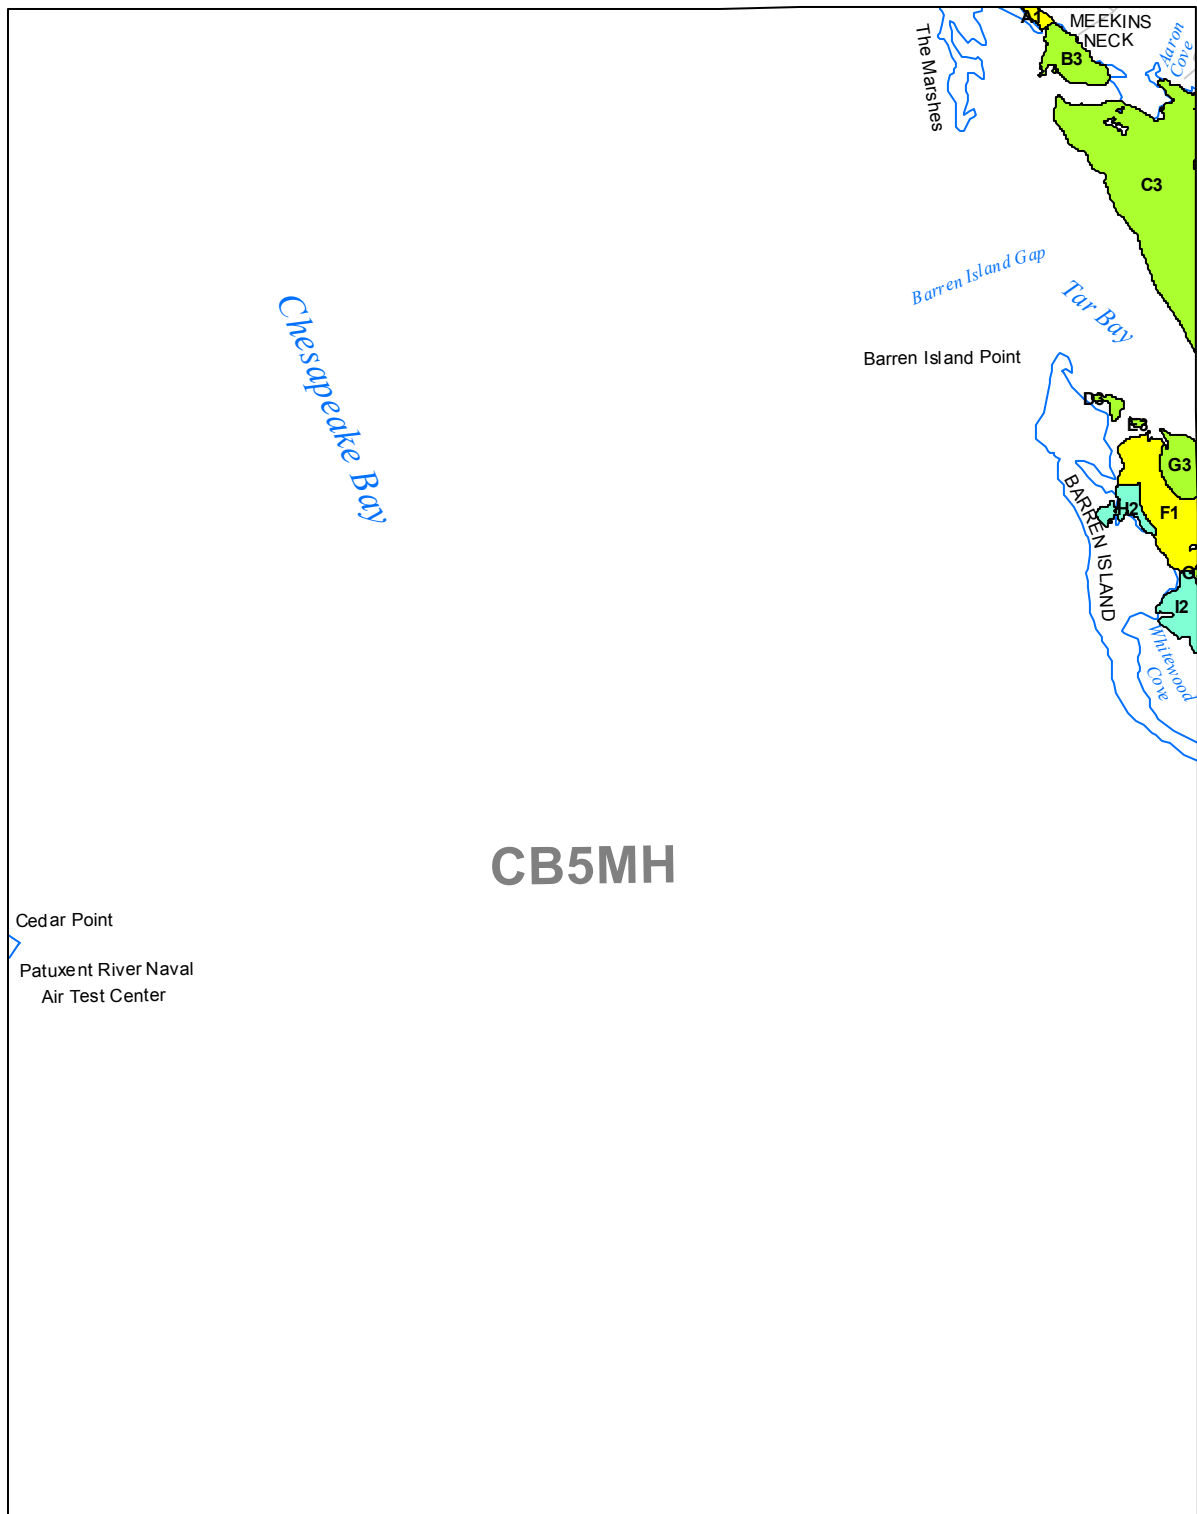 A1
MEEKINS
NECK
The Marshes
Aaron
Cove
B3
C3
Barren Island Gap
Tar Bay
Chesapeake Bay
Barren Island Point
D3
E3
G3
BARREN ISLAND
H2
F1
I2
Whitewood
Cove
CB5MH
Cedar Point
Patuxent River Naval
Air Test Center